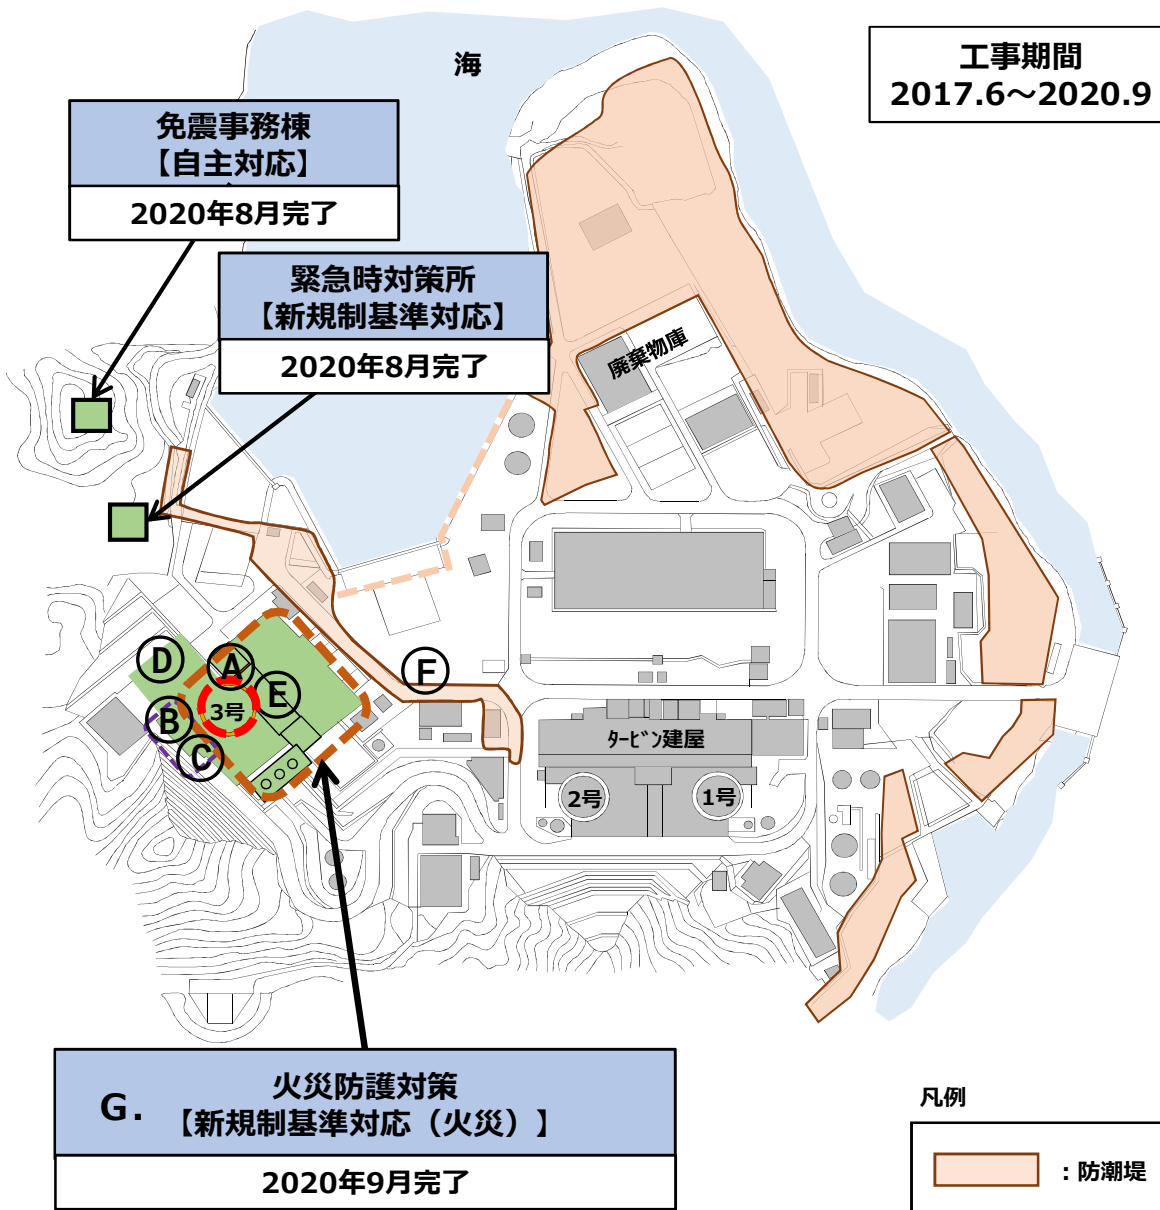 海
工事期間
2017.6～2020.9
免震事務棟
【自主対応】
2020年8月完了
緊急時対策所
【新規制基準対応】
2020年8月完了
廃棄物庫
D
A
E
F
B
3号
C
ﾀｰﾋﾞﾝ建屋
2号
1号
G.
火災防護対策
【新規制基準対応（火災）】
2020年9月完了
凡例
：防潮堤